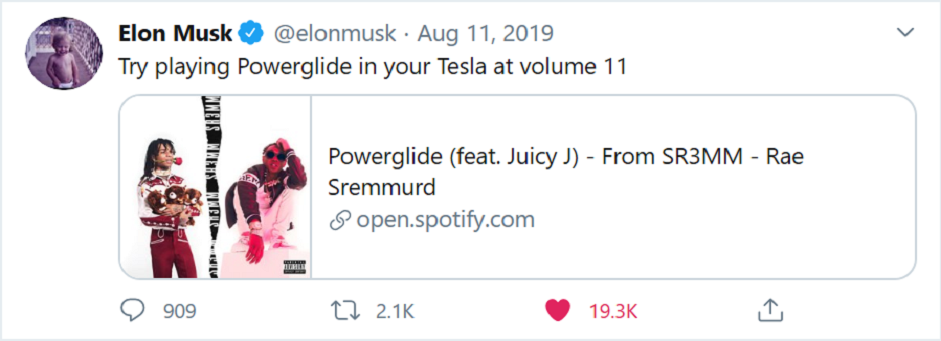 Elon Musk @elonmusk · Aug 11, 2019
Try playing Powerglide in your Tesla at volume 11
Powerglide (feat. Juicy J) - From SR3MM - Rae
Sremmurd
open.spotify.com
909 2.1K 19.3K